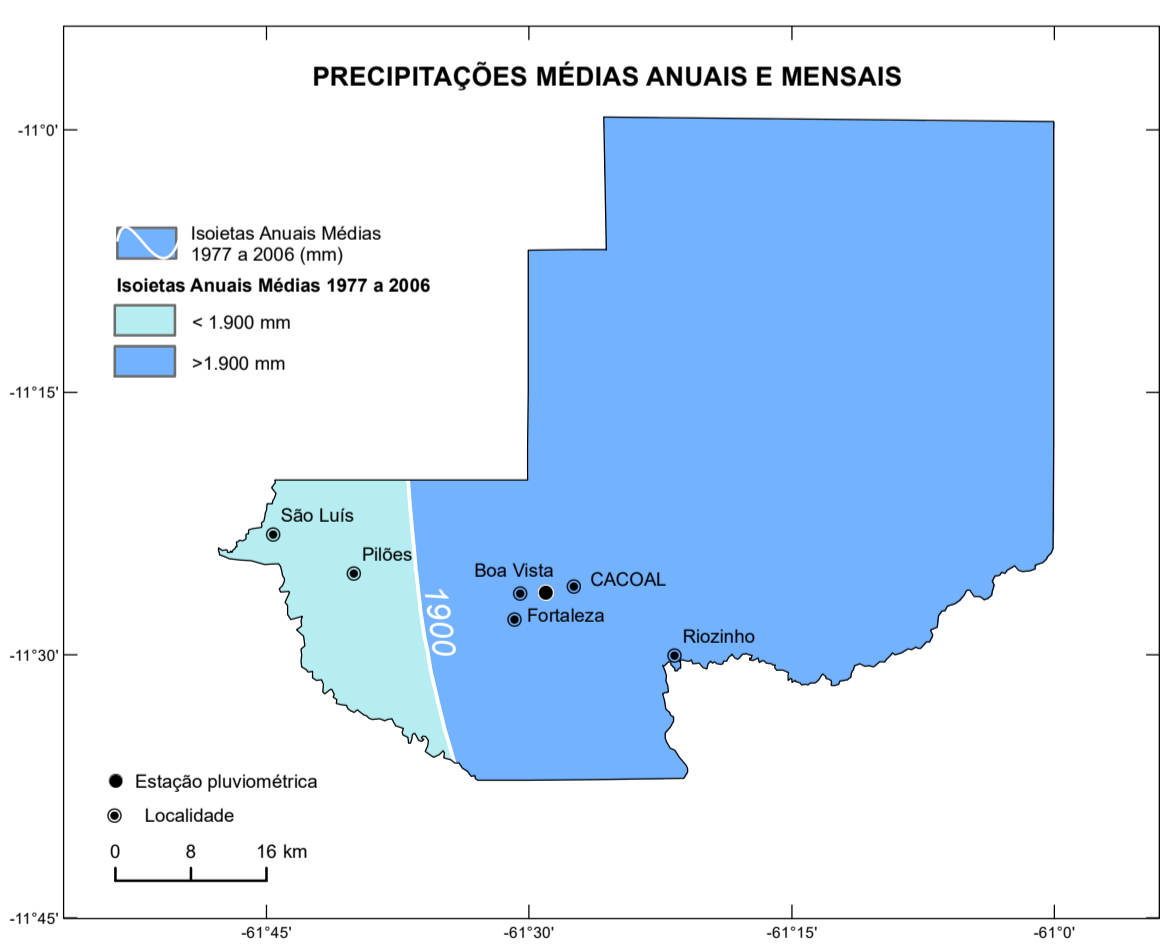 PRECIPITAÇÕES MÉDIAS ANUAIS E MENSAIS
-11°0'
Isoietas Anuais Médias
1977 a 2006 (mm)
Isoietas Anuais Médias 1977 a 2006
< 1.900 mm
>1.900 mm
-11°15'
São Luís
Pilões
Boa Vista
CACOAL
1900
Fortaleza
Riozinho
-11°30'
Estação pluviométrica
Localidade
0 8 16 km
-11°45'
-61°45' -61°30' -61°15' -61°0'